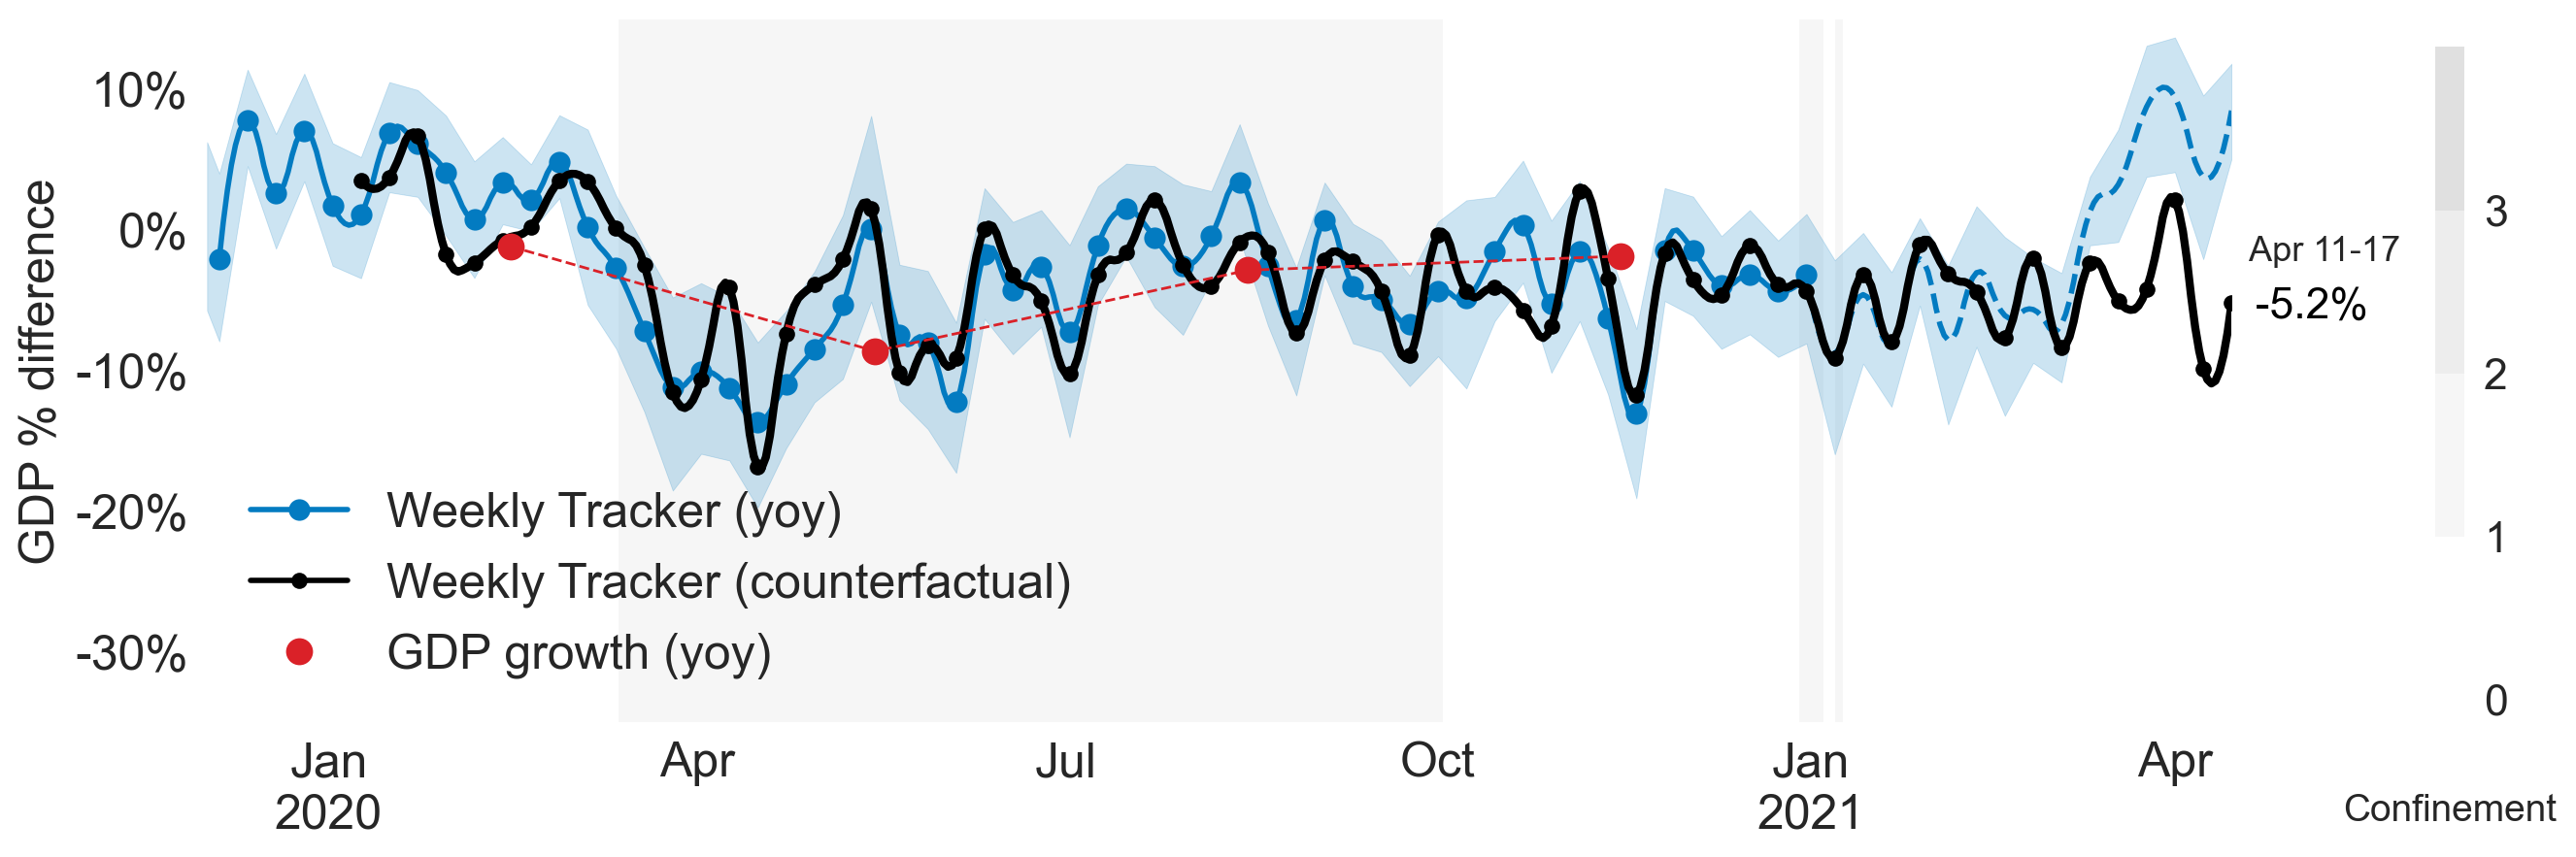 GDP % difference
10%
0%
-10%
-20%
-30%
Weekly Tracker (yoy)
Weekly Tracker (counterfactual)
GDP growth (yoy)
Jan
2020
Apr
Jul
Oct
Jan
2021
Apr
Apr 11-17
-5.2%
3
2
1
0
Confinement